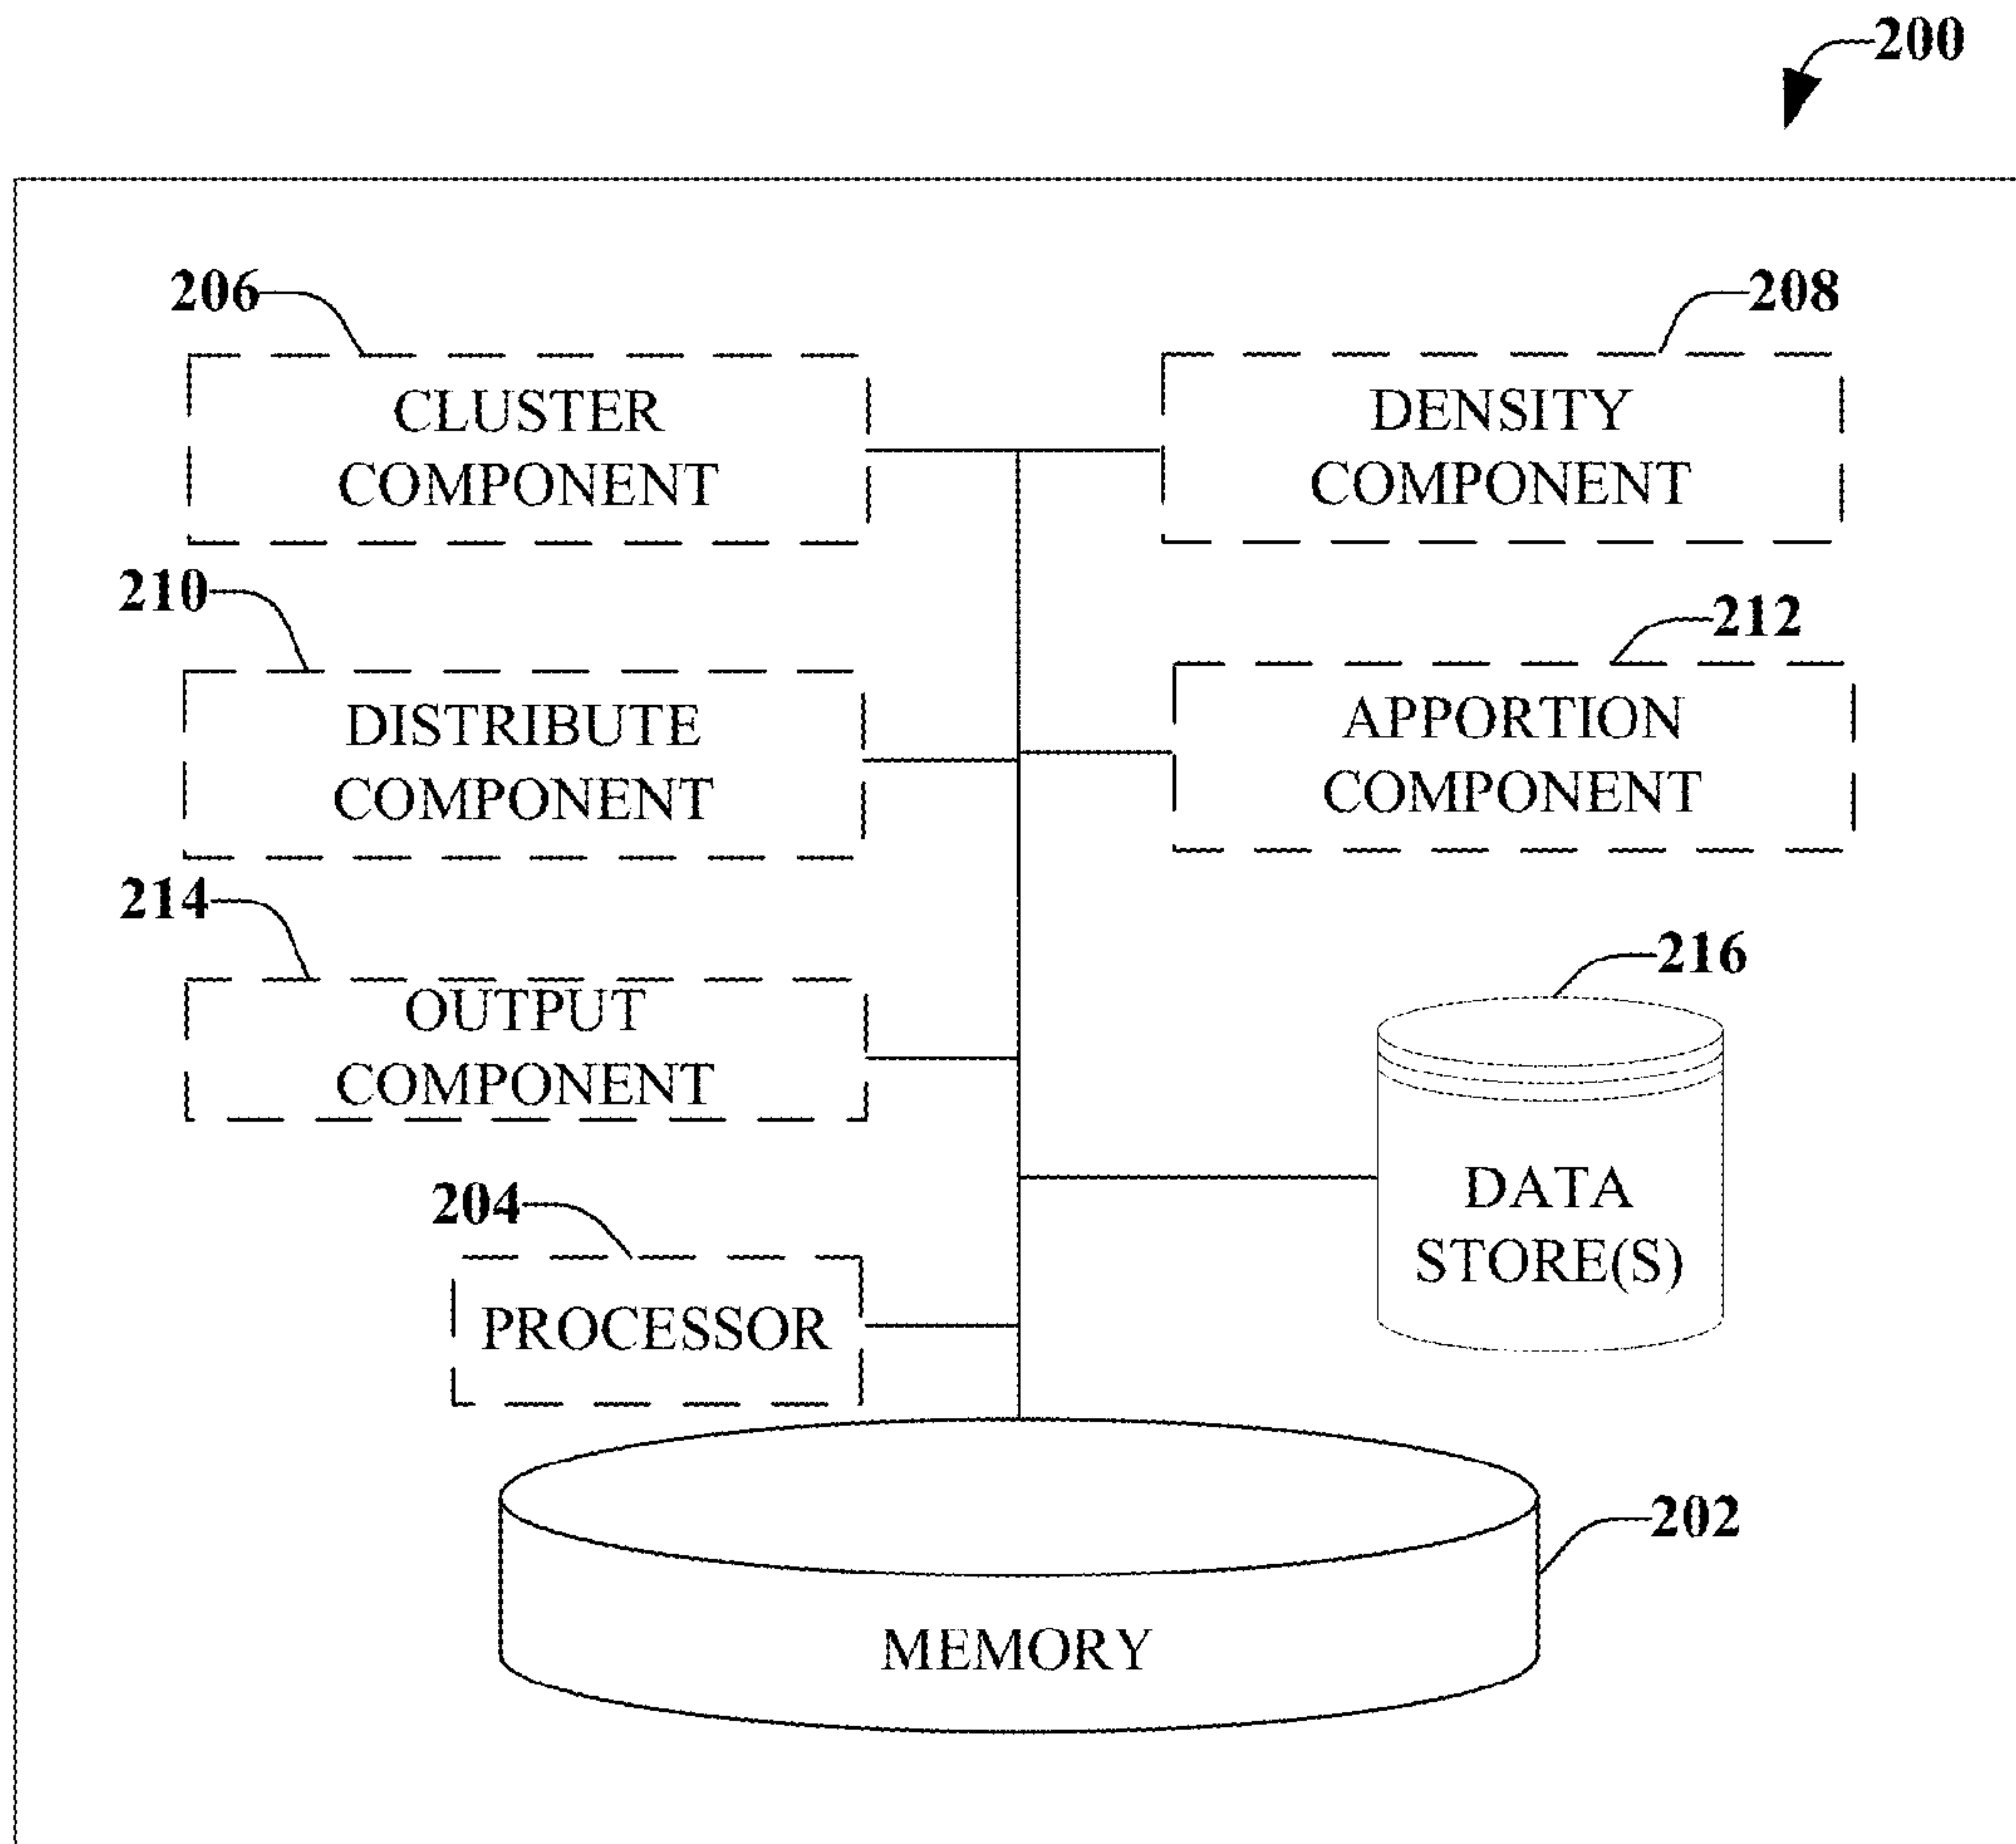 200
206
208
CLUSTER
COMPONENT
DENSITY
COMPONENT
210
212
DISTRIBUTE
COMPONENT
APPORTION
COMPONENT
214
216
OUTPUT
COMPONENT
DATA
STORE(S)
204
PROCESSOR
202
MEMORY